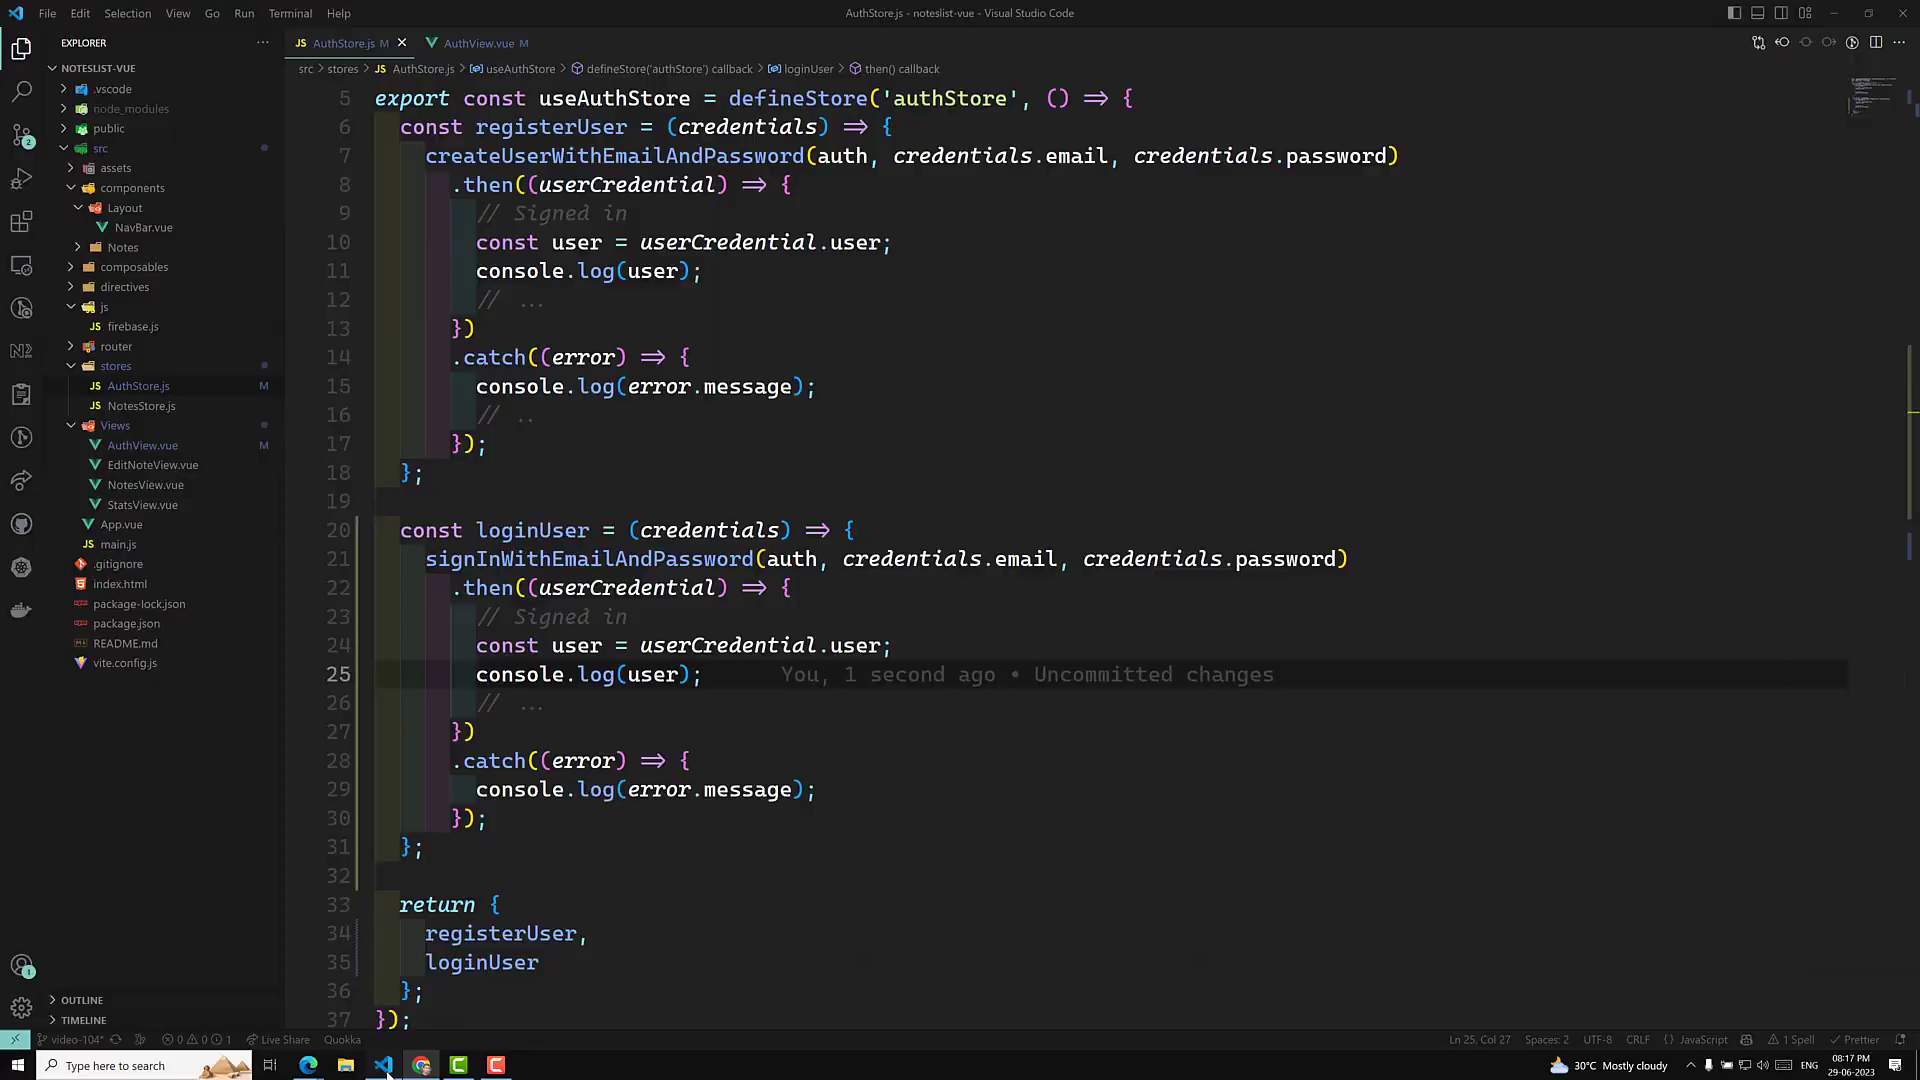 File Edit Selection View Go Run Terminal Help
AuthStore.js - noteslist-vue - Visual Studio Code
EXPLORER
NOTESLIST-VUE
.vscode
node_modules
public
src
assets
components
Layout
NavBar.vue
Notes
composables
directives
js
JS firebase.js
router
stores
JS AuthStore.js M
JS NotesStore.js
Views
AuthView.vue M
EditNoteView.vue
NotesView.vue
StatsView.vue
App.vue
JS main.js
.gitignore
index.html
package-lock.json
package.json
README.md
vite.config.js
OUTLINE
TIMELINE
JS AuthStore.js M
AuthView.vue M
src > stores > JS AuthStore.js > useAuthStore > defineStore('authStore') callback > loginUser > then() callback
5 export const useAuthStore = defineStore('authStore', () => {
6 const registerUser = (credentials) => {
7 createUserWithEmailAndPassword(auth, credentials.email, credentials.password)
8 .then((userCredential) => {
9 // Signed in
10 const user = userCredential.user;
11 console.log(user);
12 // ...
13 })
14 .catch((error) => {
15 console.log(error.message);
16 // ..
17 });
18 };
19
20 const loginUser = (credentials) => {
21 signInWithEmailAndPassword(auth, credentials.email, credentials.password)
22 .then((userCredential) => {
23 // Signed in
24 const user = userCredential.user;
25 console.log(user); You, 1 second ago • Uncommitted changes
26 // ...
27 })
28 .catch((error) => {
29 console.log(error.message);
30 });
31 };
32
33 return {
34 registerUser,
35 loginUser
36 };
37 });
video-104* 0 0 1 Live Share Quokka
Ln 25, Col 27 Spaces: 2 UTF-8 CRLF { } JavaScript 1 Spell Prettier
Type here to search
30°C Mostly cloudy
ENG
08:17 PM
29-06-2023